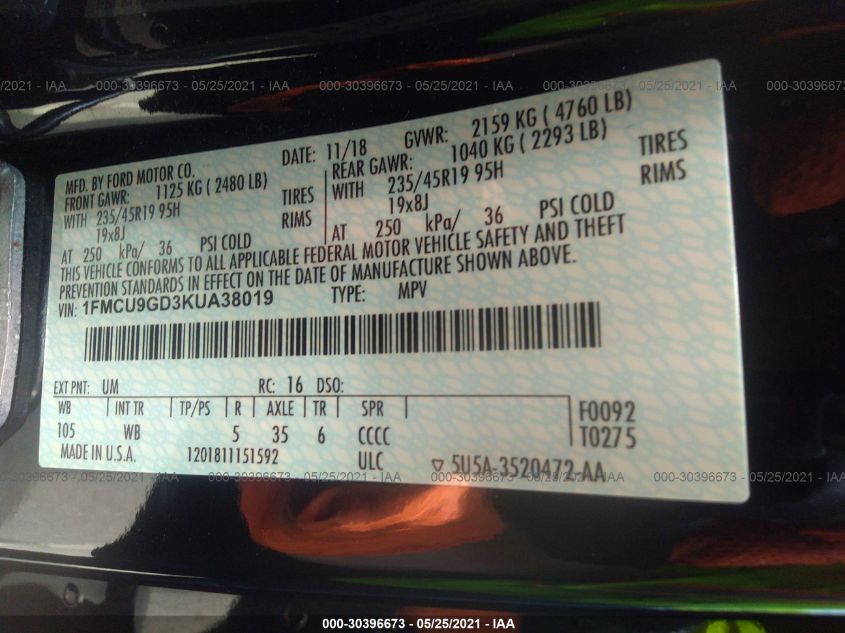 000-30396673 - 05/25/2021 - IAA
MFD. BY FORD MOTOR CO.
DATE: 11/18 GVWR: 2159 KG ( 4760 LB)
FRONT GAWR: 1125 KG ( 2480 LB)
REAR GAWR: 1040 KG ( 2293 LB)
WITH 235/45R19 95H TIRES
WITH 235/45R19 95H TIRES
19x8J RIMS
19x8J RIMS
AT 250 kPa/ 36 PSI COLD
AT 250 kPa/ 36 PSI COLD
THIS VEHICLE CONFORMS TO ALL APPLICABLE FEDERAL MOTOR VEHICLE SAFETY AND THEFT
PREVENTION STANDARDS IN EFFECT ON THE DATE OF MANUFACTURE SHOWN ABOVE.
VIN: 1FMCU9GD3KUA38019 TYPE: MPV
EXT PNT: UM RC: 16 DSO:
WB INT TR TP/PS R AXLE TR SPR
105 WB 5 35 6 CCCC
F0092
T0275
MADE IN U.S.A. 1201811151592 ULC 5U5A-3520472-AA
000-30396673 - 05/25/2021 - IAA
000-30396673 - 05/25/2021 - IAA